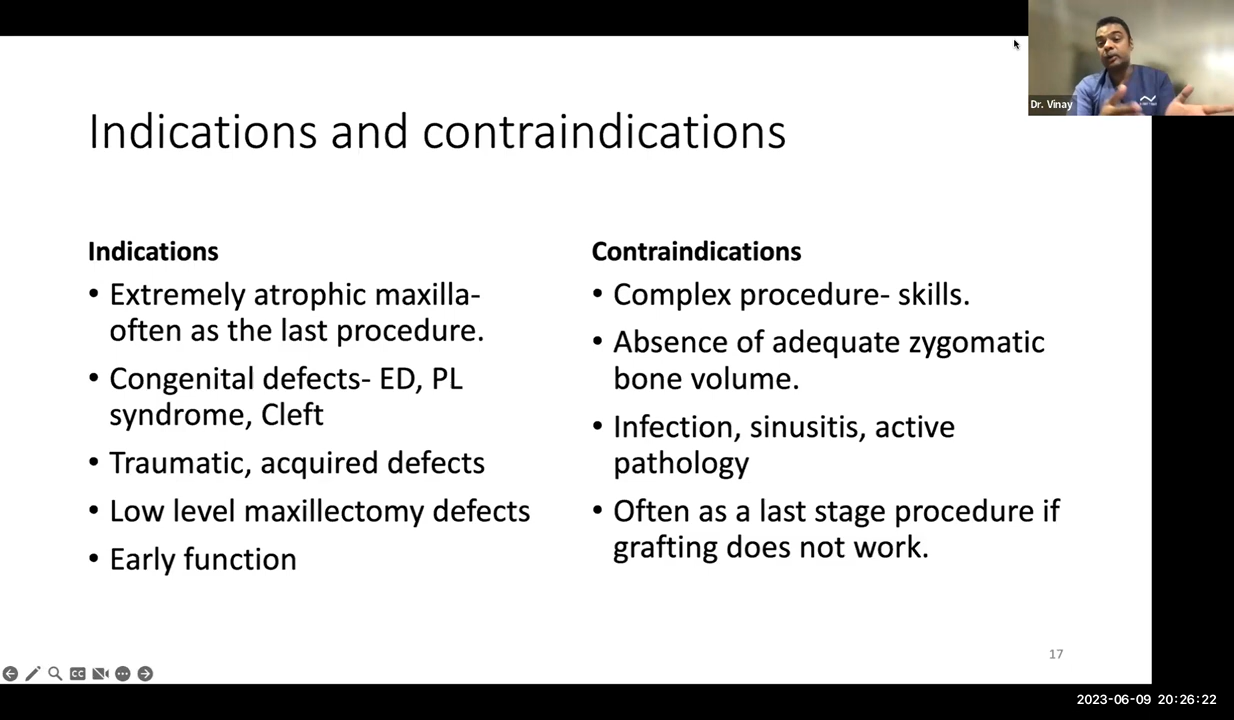 Dr. Vinay
Indications and contraindications
Indications
• Extremely atrophic maxilla-
often as the last procedure.
• Congenital defects- ED, PL
syndrome, Cleft
• Traumatic, acquired defects
• Low level maxillectomy defects
• Early function
Contraindications
• Complex procedure- skills.
• Absence of adequate zygomatic
bone volume.
• Infection, sinusitis, active
pathology
• Often as a last stage procedure if
grafting does not work.
17
CC
2023-06-09 20:26:22